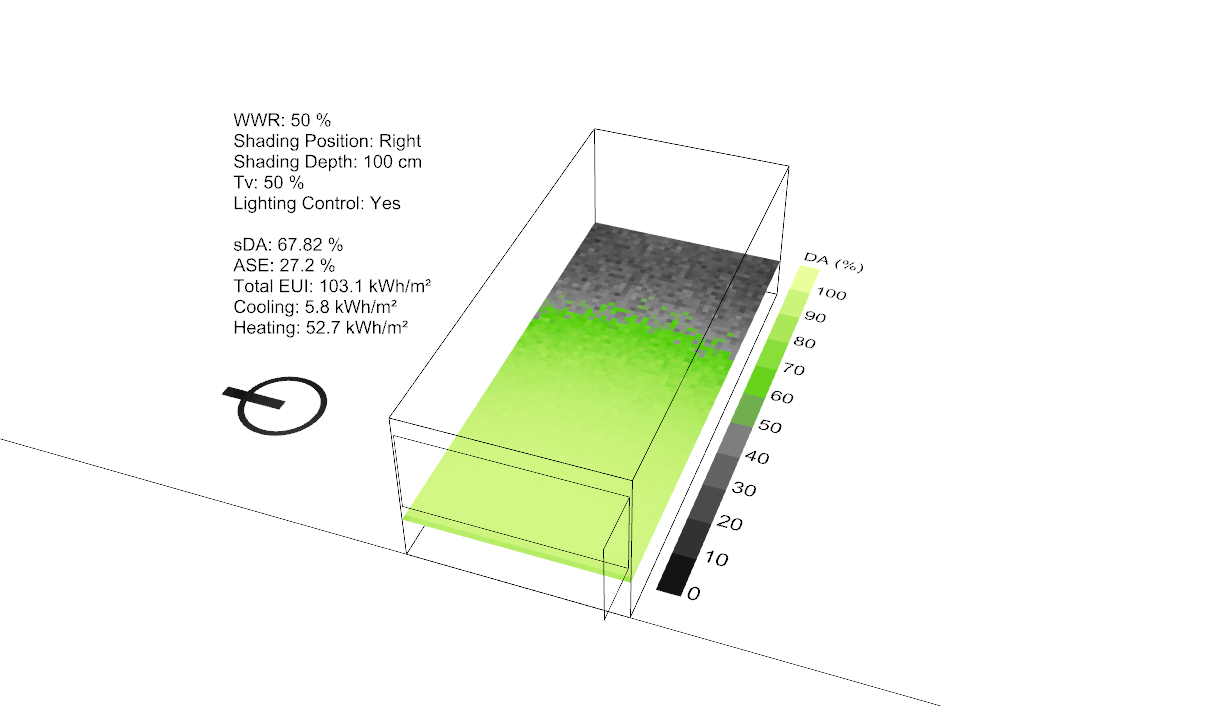 WWR: 50 %
Shading Position: Right
Shading Depth: 100 cm
Tv: 50 %
Lighting Control: Yes
sDA: 67.82 %
ASE: 27.2 %
Total EUI: 103.1 kWh/m²
Cooling: 5.8 kWh/m²
Heating: 52.7 kWh/m²
DA (%)
100
90
80
70
60
50
40
30
20
10
0